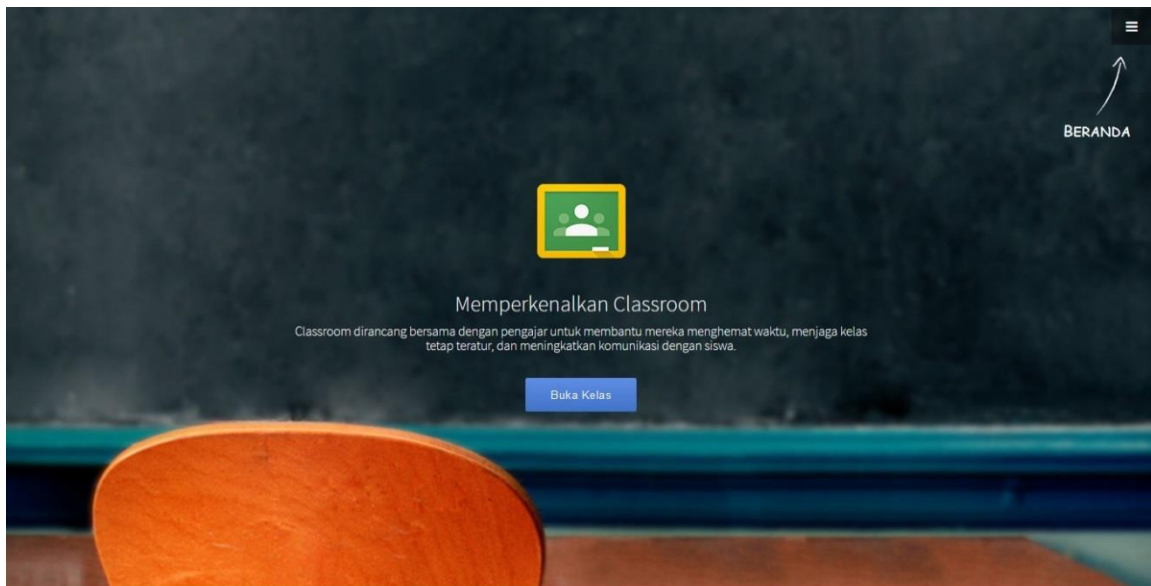 BERANDA
Memperkenalkan Classroom
Classroom dirancang bersama dengan pengajar untuk membantu mereka menghemat waktu, menjaga kelas
tetap teratur, dan meningkatkan komunikasi dengan siswa.
Buka Kelas